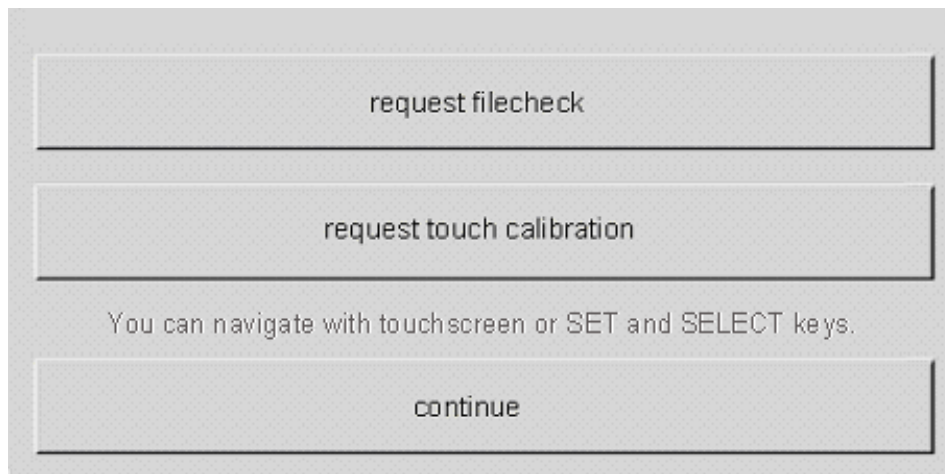 request filecheck
request touch calibration
You can navigate with touchscreen or SET and SELECT keys.
continue